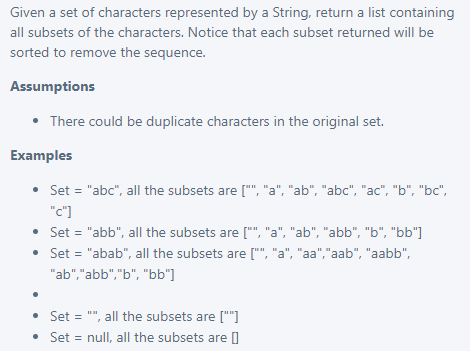 Given a set of characters represented by a String, return a list containing
all subsets of the characters. Notice that each subset returned will be
sorted to remove the sequence.
Assumptions
• There could be duplicate characters in the original set.
Examples
• Set = "abc", all the subsets are ["", "a", "ab", "abc", "ac", "b", "bc",
"c"]
• Set = "abb", all the subsets are ["", "a", "ab", "abb", "b", "bb"]
• Set = "abab", all the subsets are ["", "a", "aa","aab", "aabb",
"ab","abb","b", "bb"]
•
• Set = "", all the subsets are [""]
• Set = null, all the subsets are []